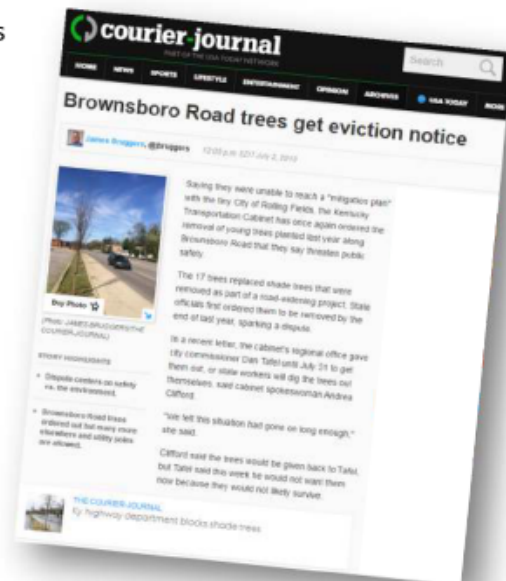 s
courier-journal
PART OF THE USA TODAY NETWORK
Search
HOME NEWS SPORTS LIFESTYLE ENTERTAINMENT OPINION ARCHIVES USA TODAY MORE
Brownsboro Road trees get eviction notice
James Bruggers, @jbruggers 12:09 p.m. EDT July 2, 2015
Saying they were unable to reach a "mitigation plan"
with the tiny City of Rolling Fields, the Kentucky
Transportation Cabinet has once again ordered the
removal of young trees planted last year along
Brownsboro Road that they say threaten public
safety.
The 17 trees replaced shade trees that were
removed as part of a road-widening project. State
officials first ordered them to be removed by the
end of last year, sparking a dispute.
In a recent letter, the cabinet's regional office gave
city commissioner Dan Tafel until July 31 to get
them out, or state workers will dig the trees out
themselves, said cabinet spokeswoman Andrea
Clifford.
"We felt this situation had gone on long enough,"
she said.
Clifford said the trees would be given back to Tafel,
but Tafel said this week he would not want them
now because they would not likely survive.
Buy Photo
(Photo: JAMES BRUGGERS/THE
COURIER-JOURNAL)
STORY HIGHLIGHTS
Dispute centers on safety
vs. the environment.
Brownsboro Road trees
ordered out but many more
elsewhere and utility poles
are allowed.
THE COURIER-JOURNAL
Ky. highway department blocks shade trees